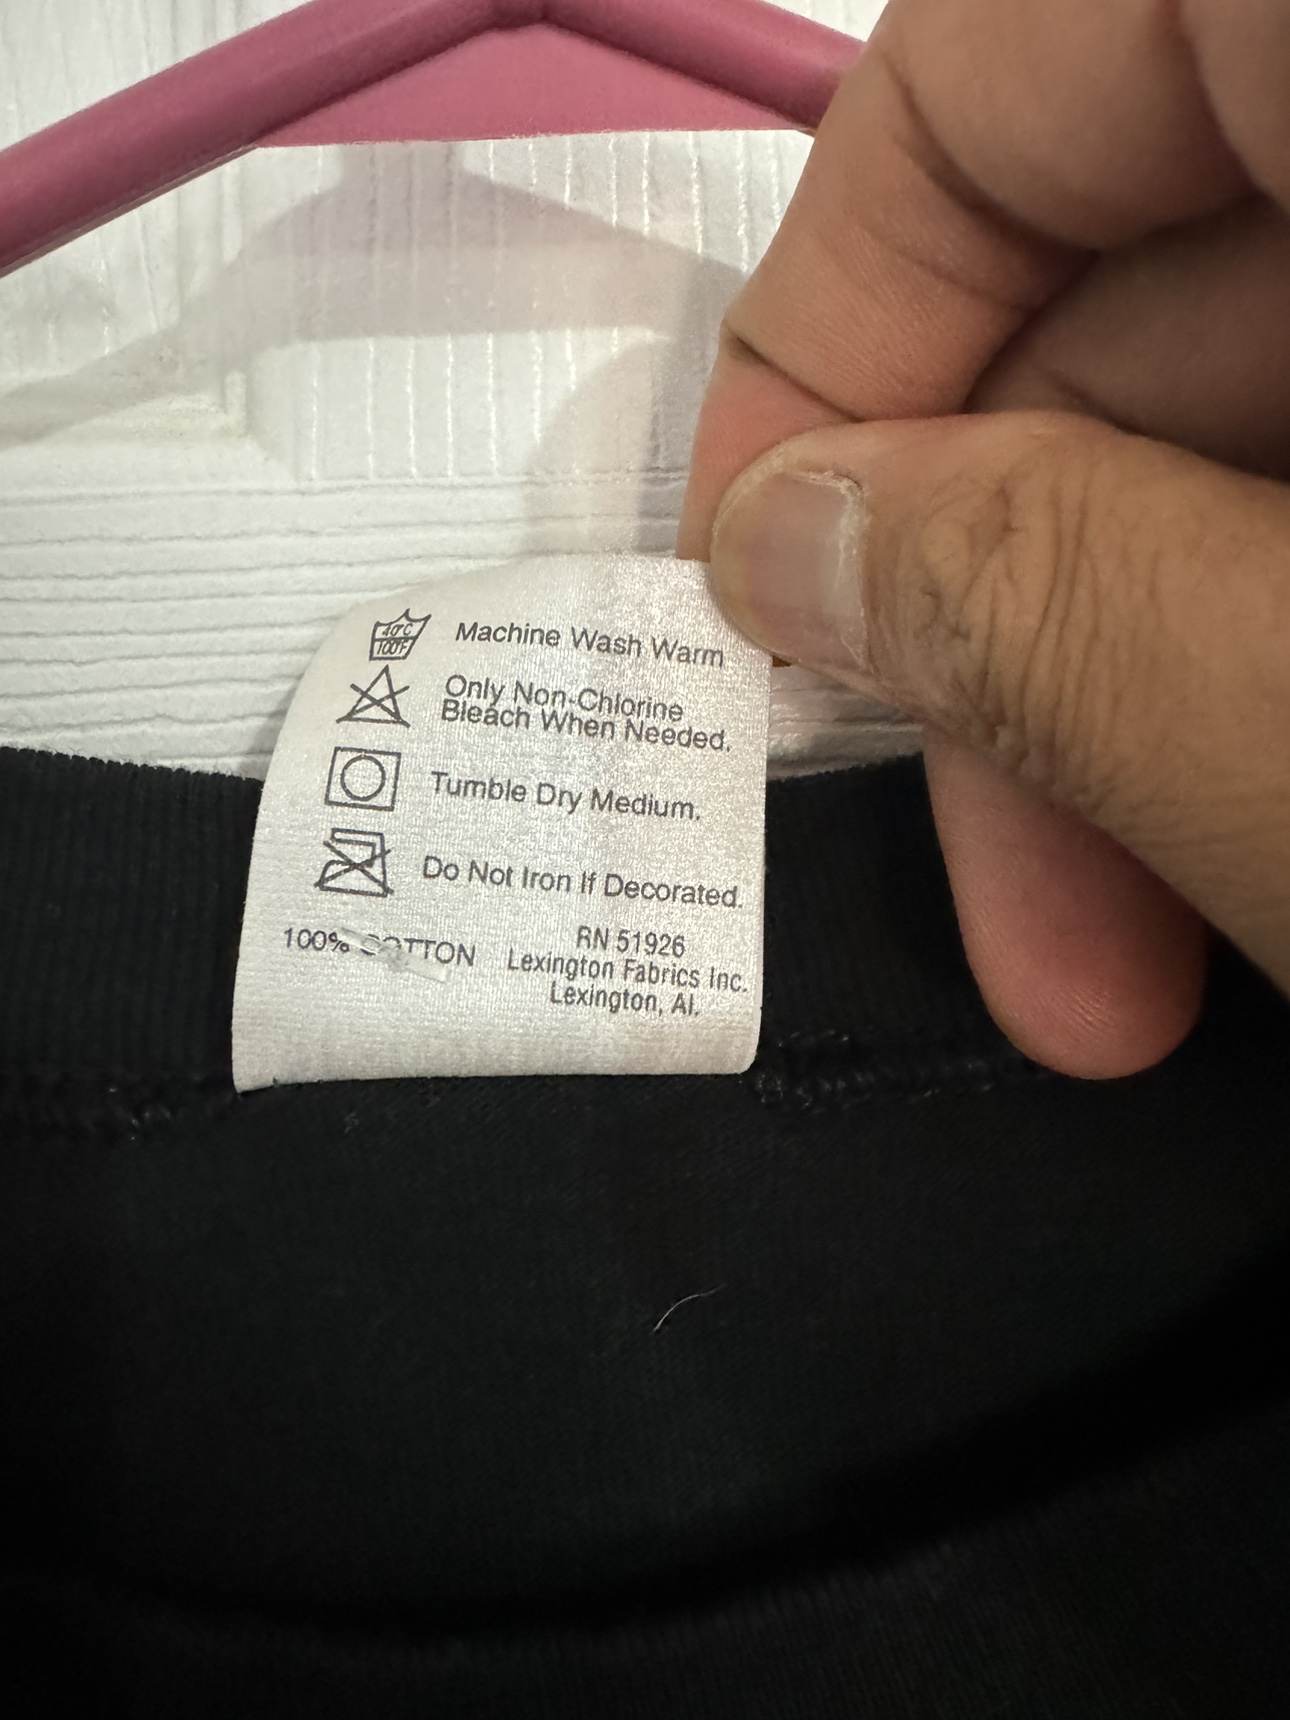 40°C
100°F
Machine Wash Warm
Only Non-Chlorine
Bleach When Needed.
Tumble Dry Medium.
Do Not Iron If Decorated.
100% COTTON
RN 51926
Lexington Fabrics Inc.
Lexington, Al.